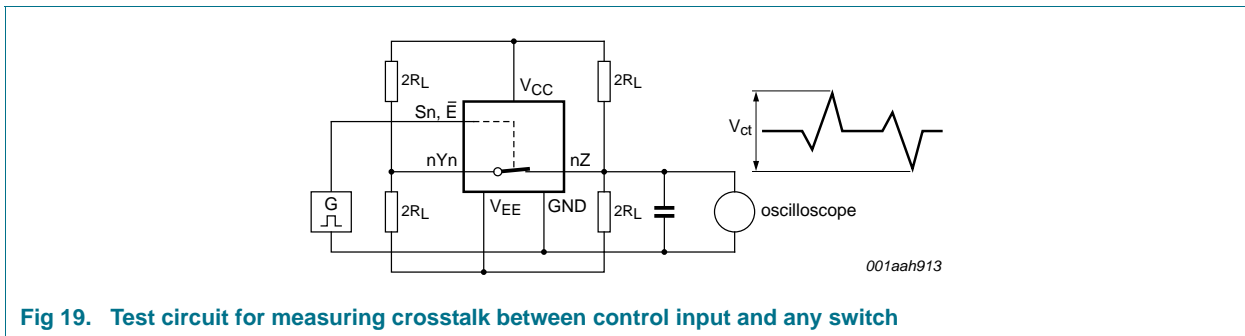 2RL
2RL
VCC
Sn, Ē
Vct
nYn
nZ
G
2RL
VEE
GND
2RL
oscilloscope
001aah913
Fig 19. Test circuit for measuring crosstalk between control input and any switch